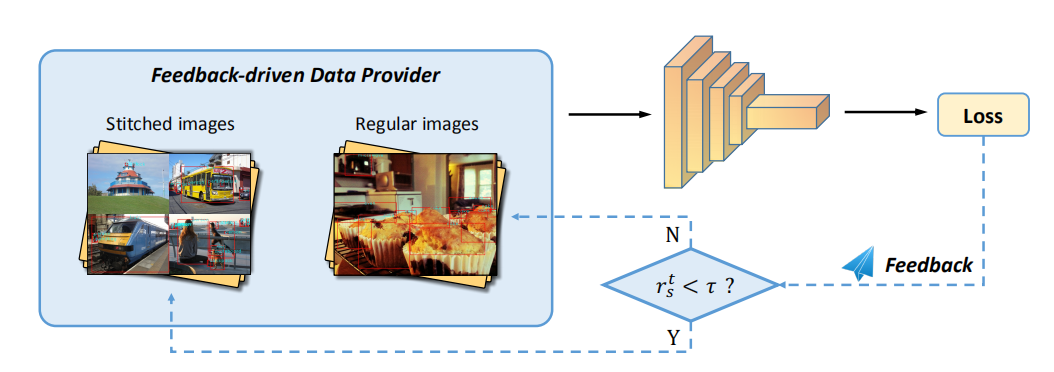 Feedback-driven Data Provider
Stitched images
Regular images
Loss
N
Feedback
r_s^t < τ ?
Y